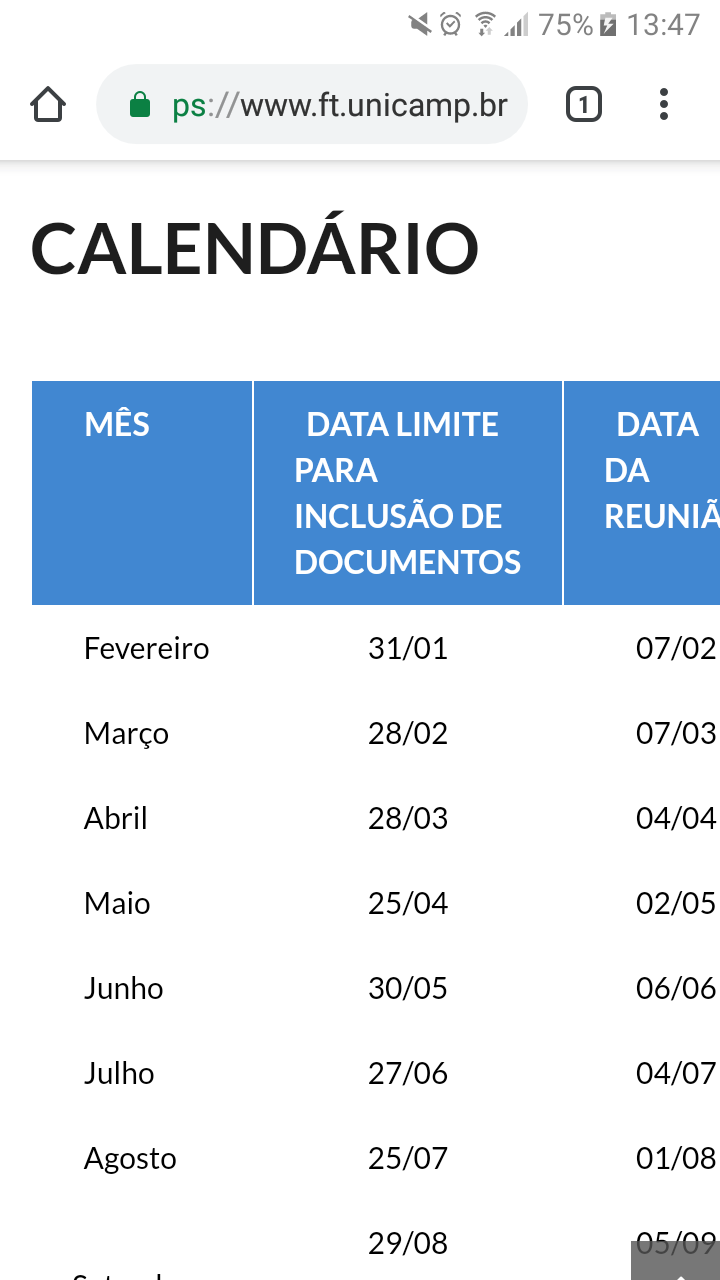 75% 13:47
ps://www.ft.unicamp.br
1
CALENDÁRIO
MÊS
DATA LIMITE
PARA
INCLUSÃO DE
DOCUMENTOS
DATA
DA
REUNIÃ
Fevereiro 31/01 07/02
Março 28/02 07/03
Abril 28/03 04/04
Maio 25/04 02/05
Junho 30/05 06/06
Julho 27/06 04/07
Agosto 25/07 01/08
29/08 05/09